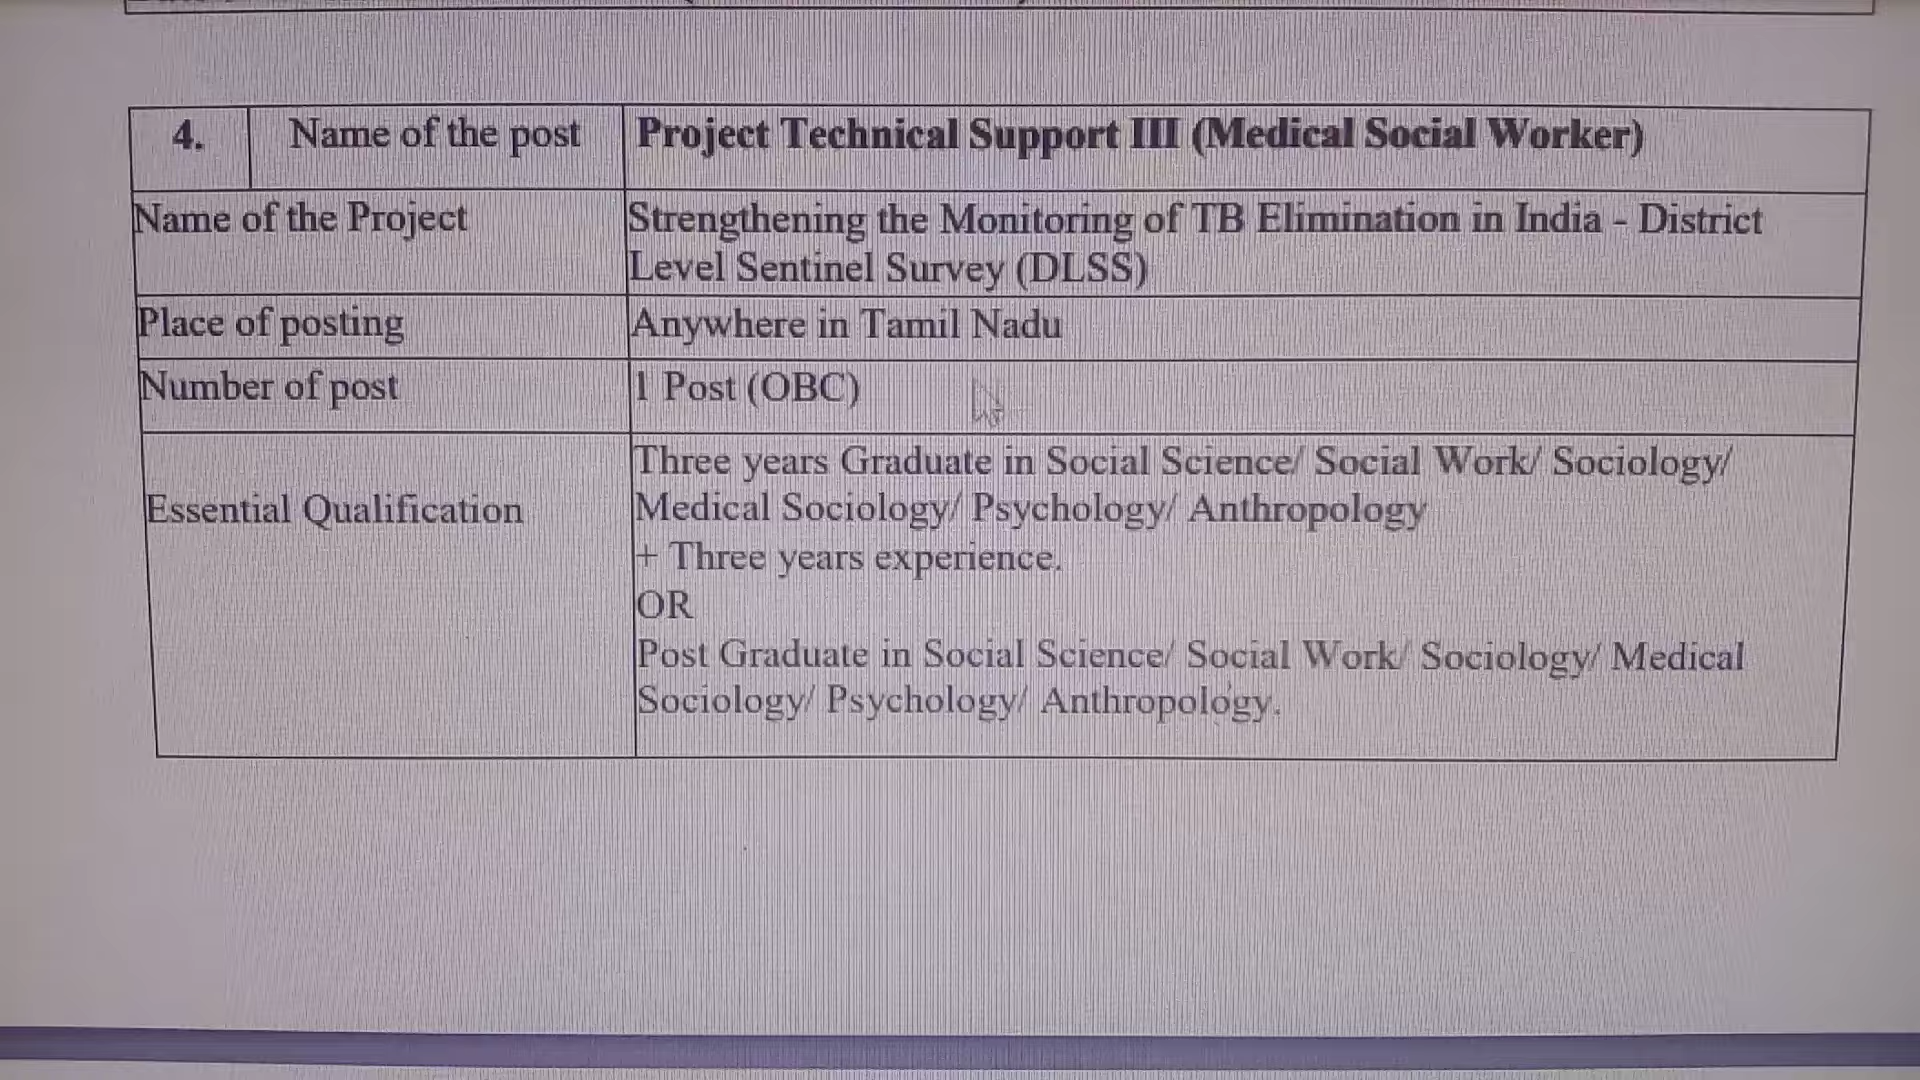 4. Name of the post Project Technical Support III (Medical Social Worker)
Name of the Project Strengthening the Monitoring of TB Elimination in India - District
Level Sentinel Survey (DLSS)
Place of posting Anywhere in Tamil Nadu
Number of post 1 Post (OBC)
Three years Graduate in Social Science/ Social Work/ Sociology/
Essential Qualification Medical Sociology/ Psychology/ Anthropology
+ Three years experience.
OR
Post Graduate in Social Science/ Social Work/ Sociology/ Medical
Sociology/ Psychology/ Anthropology.